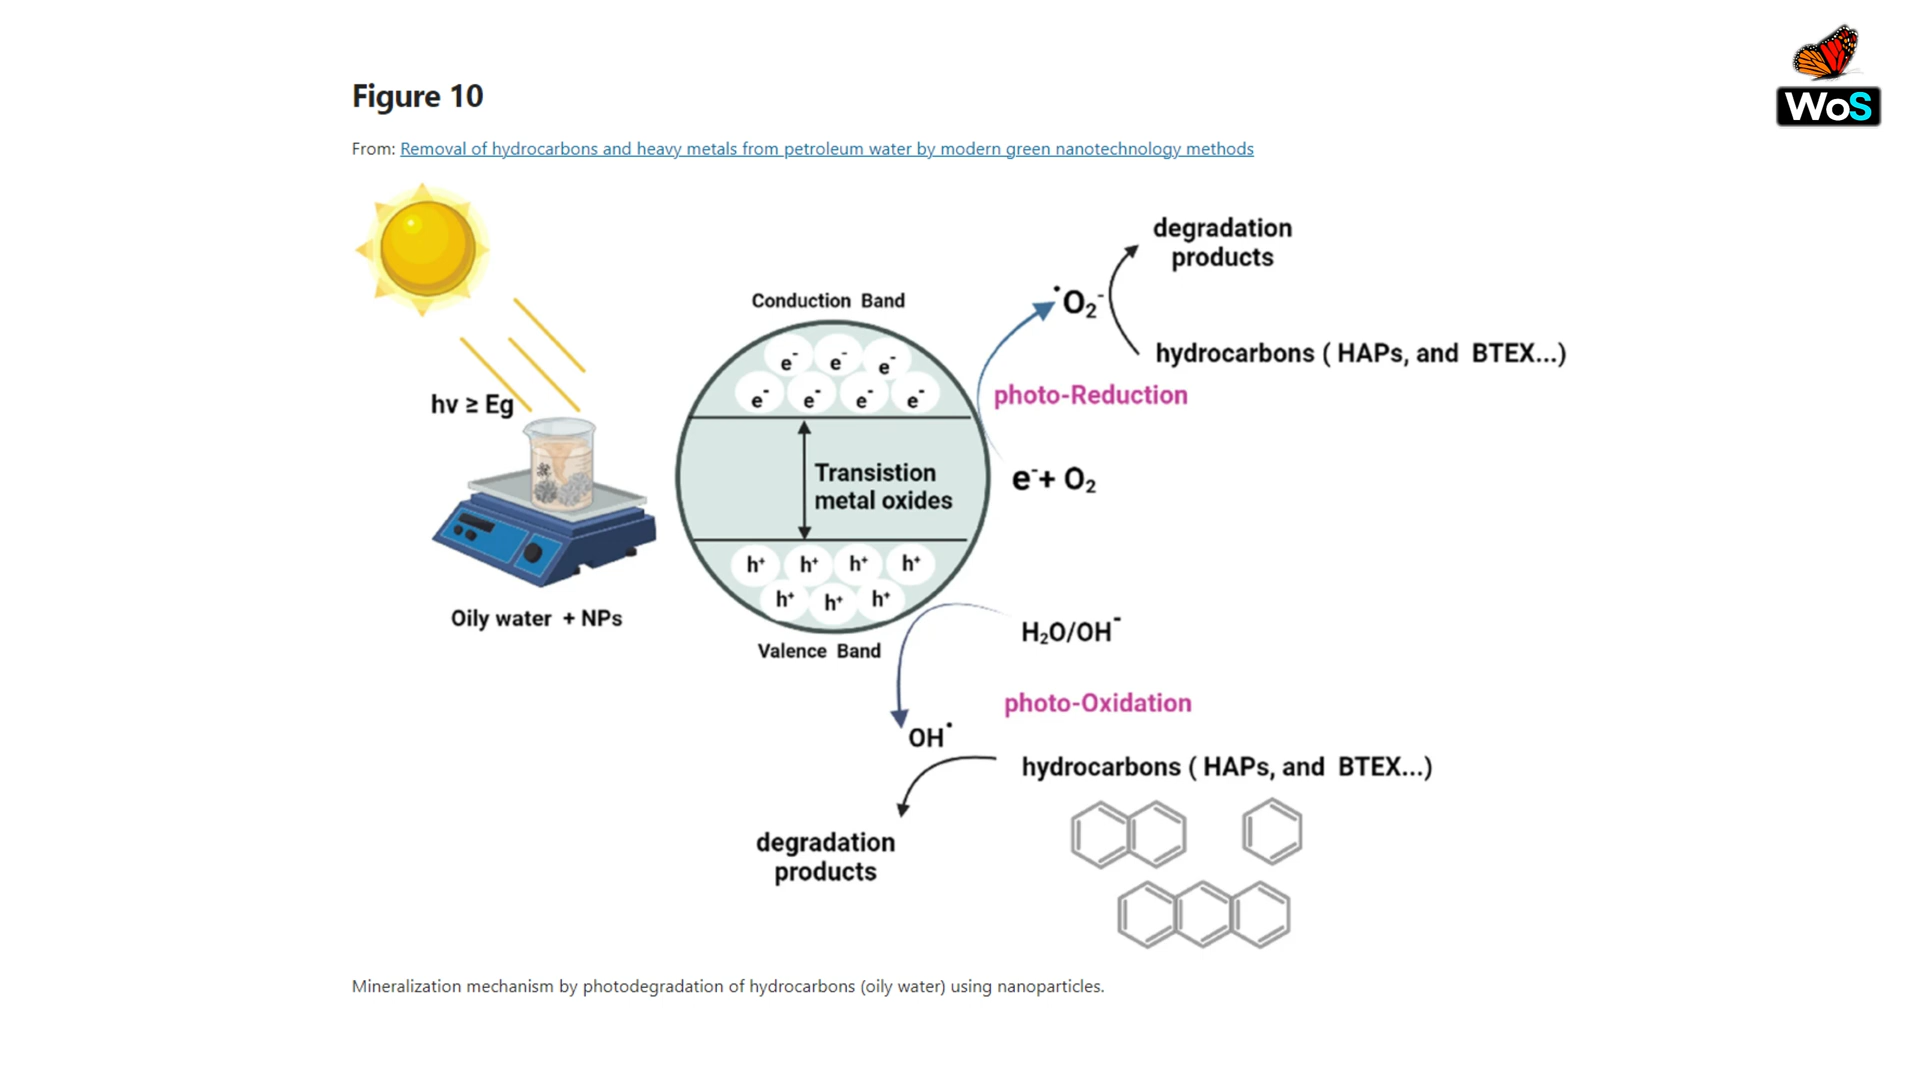 WoS
Figure 10
From: Removal of hydrocarbons and heavy metals from petroleum water by modern green nanotechnology methods
degradation
products
Conduction Band
•O₂⁻
hydrocarbons ( HAPs, and BTEX...)
e⁻ e⁻ e⁻
e⁻ e⁻ e⁻ e⁻
photo-Reduction
hv ≥ Eg
Transistion
metal oxides
e⁻+ O₂
h⁺ h⁺ h⁺ h⁺
h⁺ h⁺ h⁺
Oily water + NPs
H₂O/OH⁻
Valence Band
photo-Oxidation
OH•
hydrocarbons ( HAPs, and BTEX...)
degradation
products
Mineralization mechanism by photodegradation of hydrocarbons (oily water) using nanoparticles.